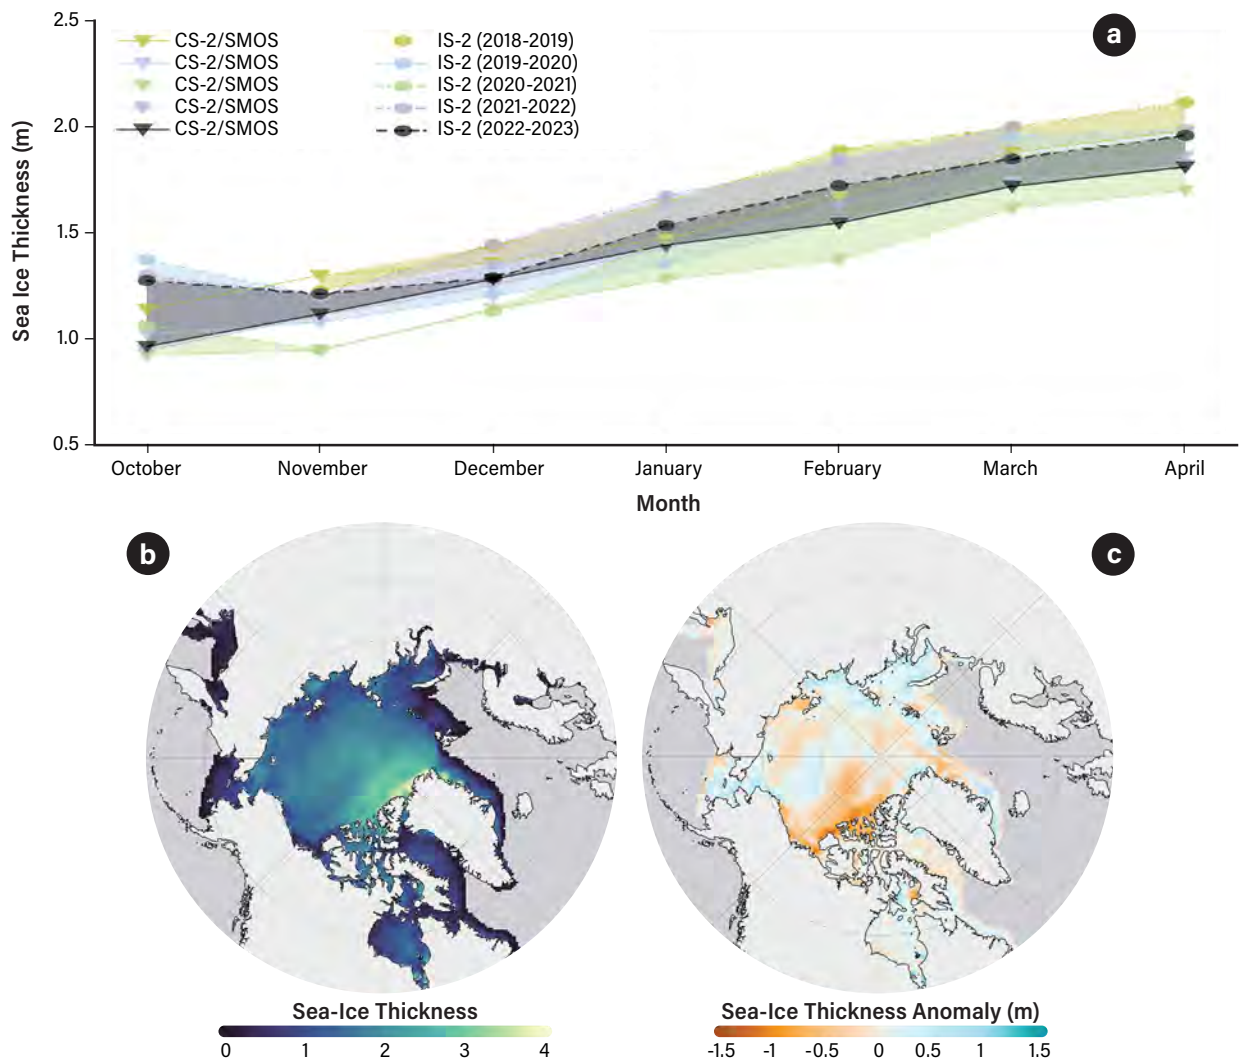 2.5
a
CS-2/SMOS IS-2 (2018-2019)
CS-2/SMOS IS-2 (2019-2020)
CS-2/SMOS IS-2 (2020-2021)
CS-2/SMOS IS-2 (2021-2022)
CS-2/SMOS IS-2 (2022-2023)
2.0
1.5
1.0
0.5
Sea Ice Thickness (m)
October November December January February March April
Month
b
c
Sea-Ice Thickness
0 1 2 3 4
Sea-Ice Thickness Anomaly (m)
-1.5 -1 -0.5 0 0.5 1 1.5